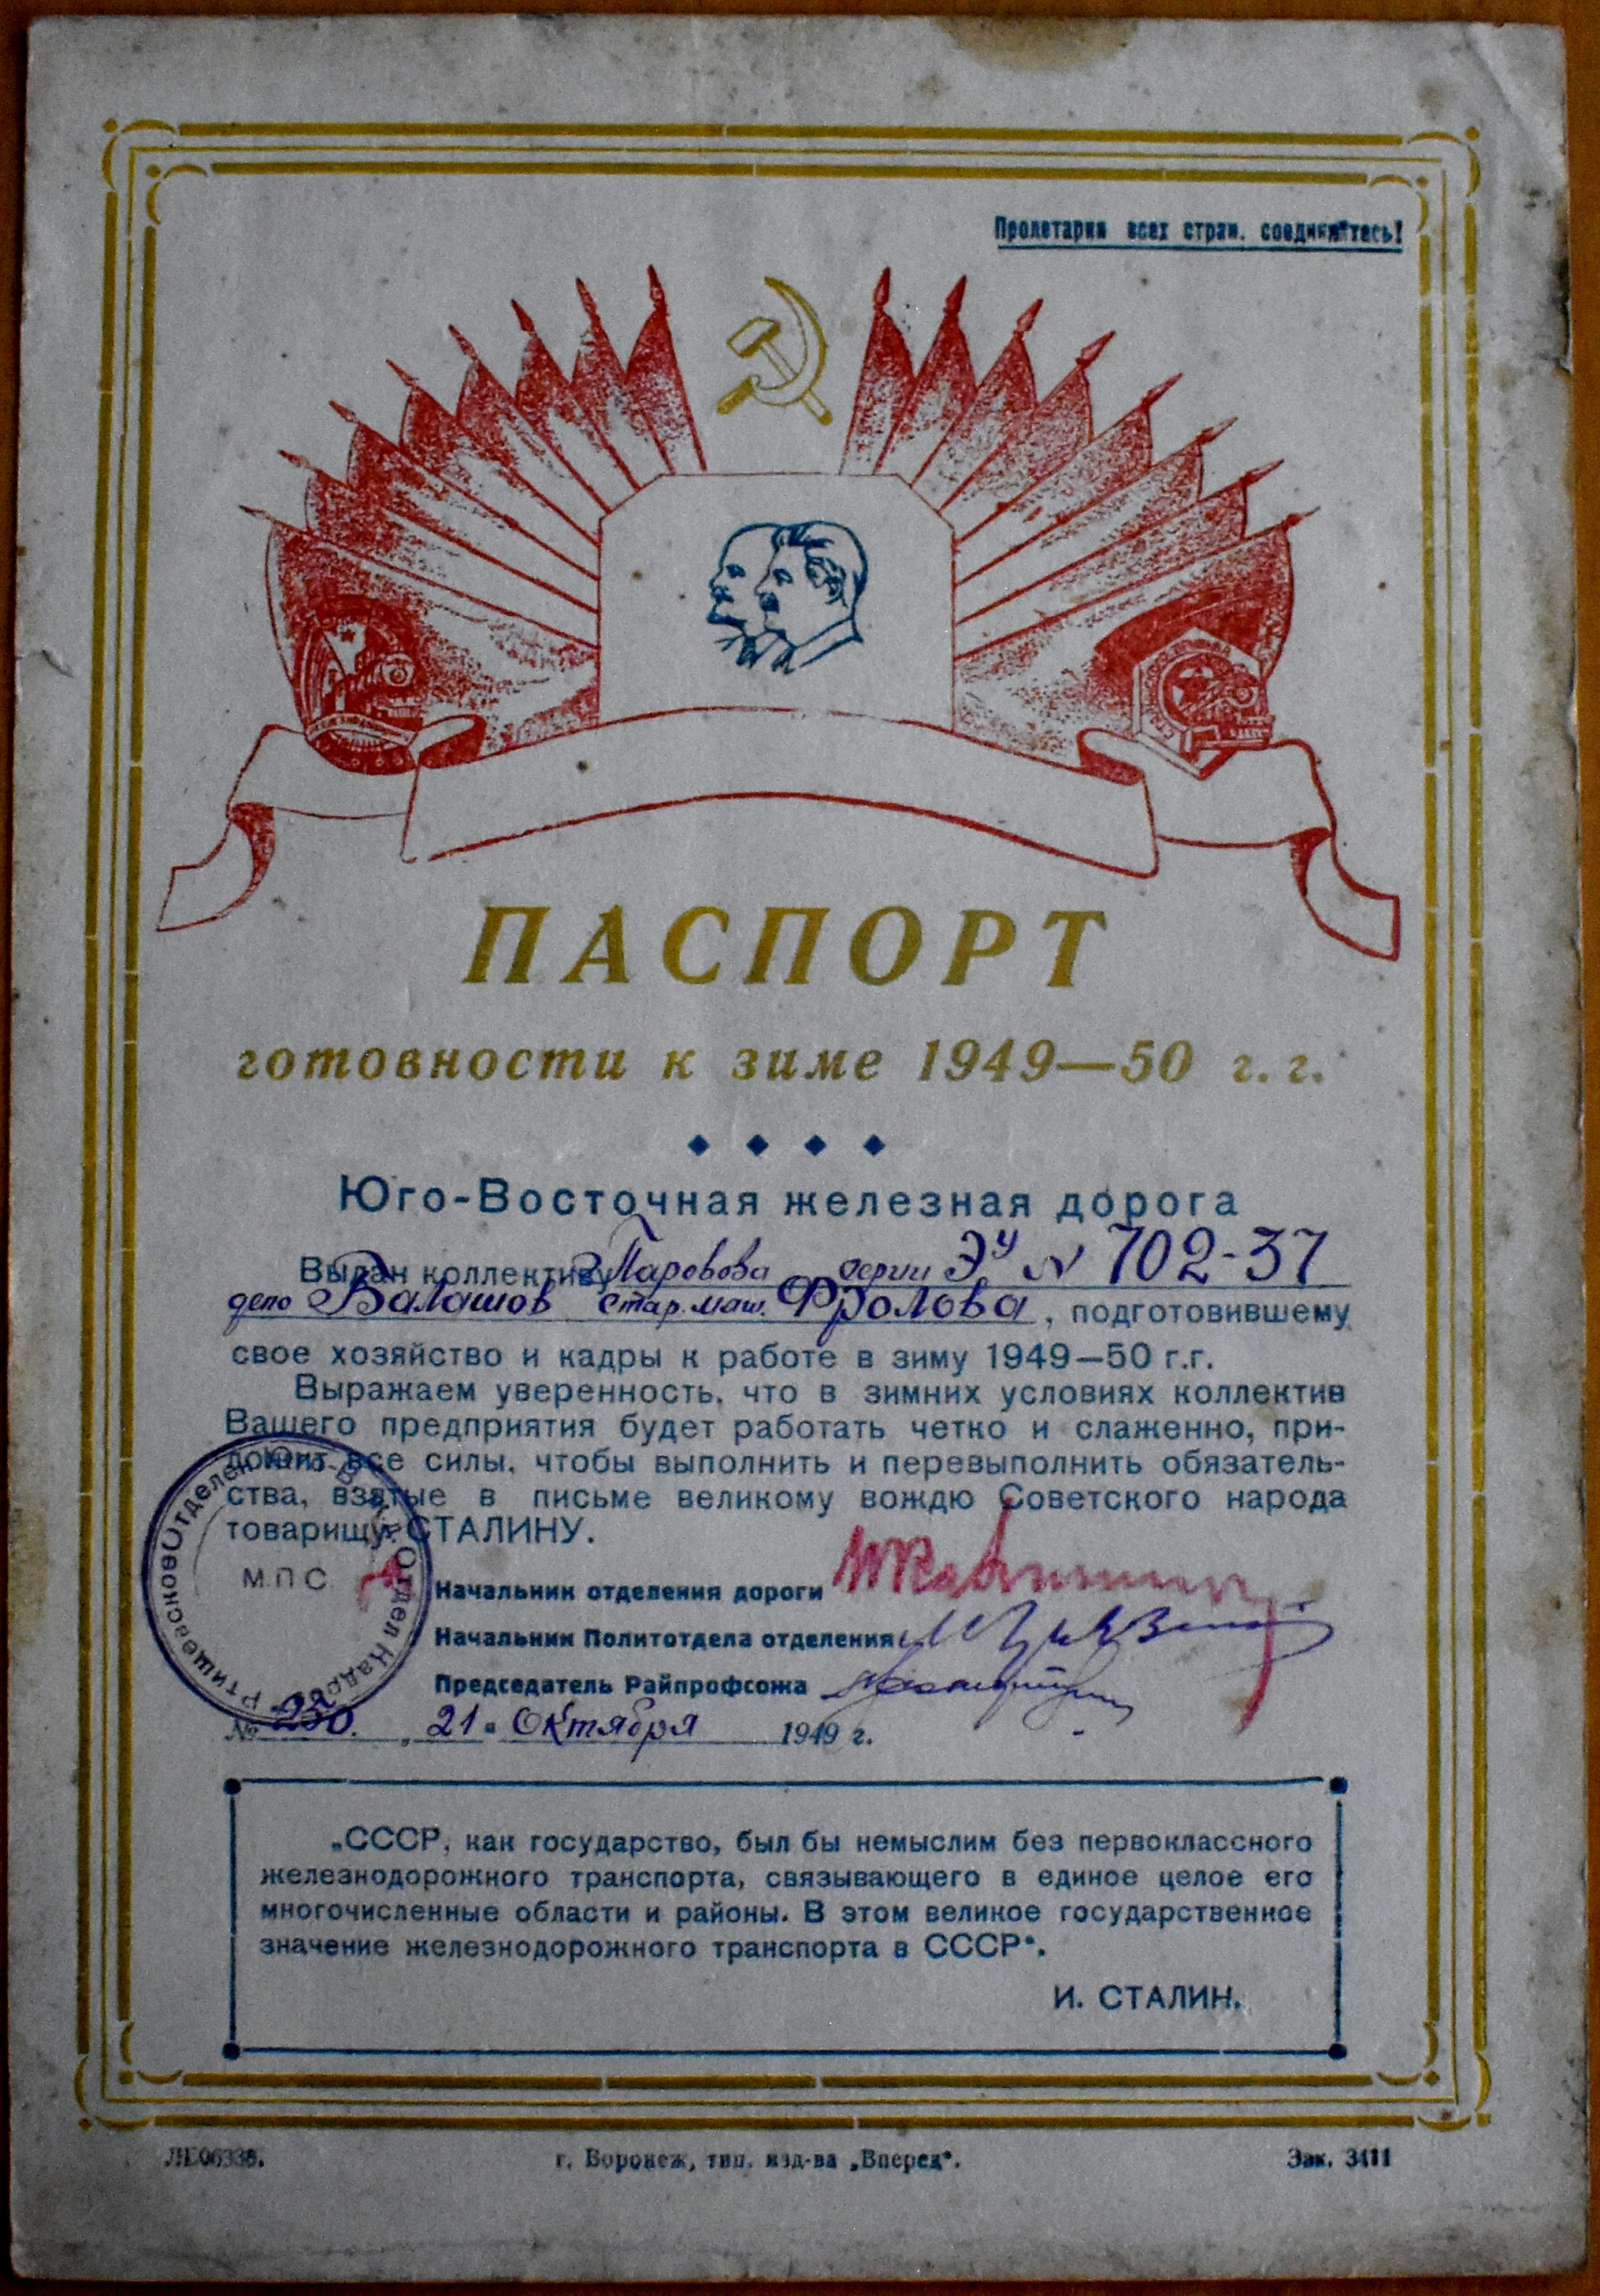 Пролетарии всех стран, соединяйтесь!
ПАСПОРТ
готовности к зиме 1949—50 г. г.
Юго-Восточная железная дорога
Выдан коллективу Паровоза серии Эу N 702-37
депо Балашов стар. маш. Фролова, подготовившему
свое хозяйство и кадры к работе в зиму 1949—50 г.г.
Выражаем уверенность, что в зимних условиях коллектив
Вашего предприятия будет работать четко и слаженно, при-
ложит все силы, чтобы выполнить и перевыполнить обязатель-
ства, взятые в письме великому вождю Советского народа
товарищу СТАЛИНУ.
М.П.С.
Начальник отделения дороги
Начальник Политотдела отделения
Председатель Райпрофсожа
№ 250. „21" Октября 1949 г.
„СССР, как государство, был бы немыслим без первоклассного
железнодорожного транспорта, связывающего в единое целое его
многочисленные области и районы. В этом великое государственное
значение железнодорожного транспорта в СССР".
И. СТАЛИН.
ЛЕ06338. г. Воронеж, тип. изд-ва „Вперед". Зак. 3411